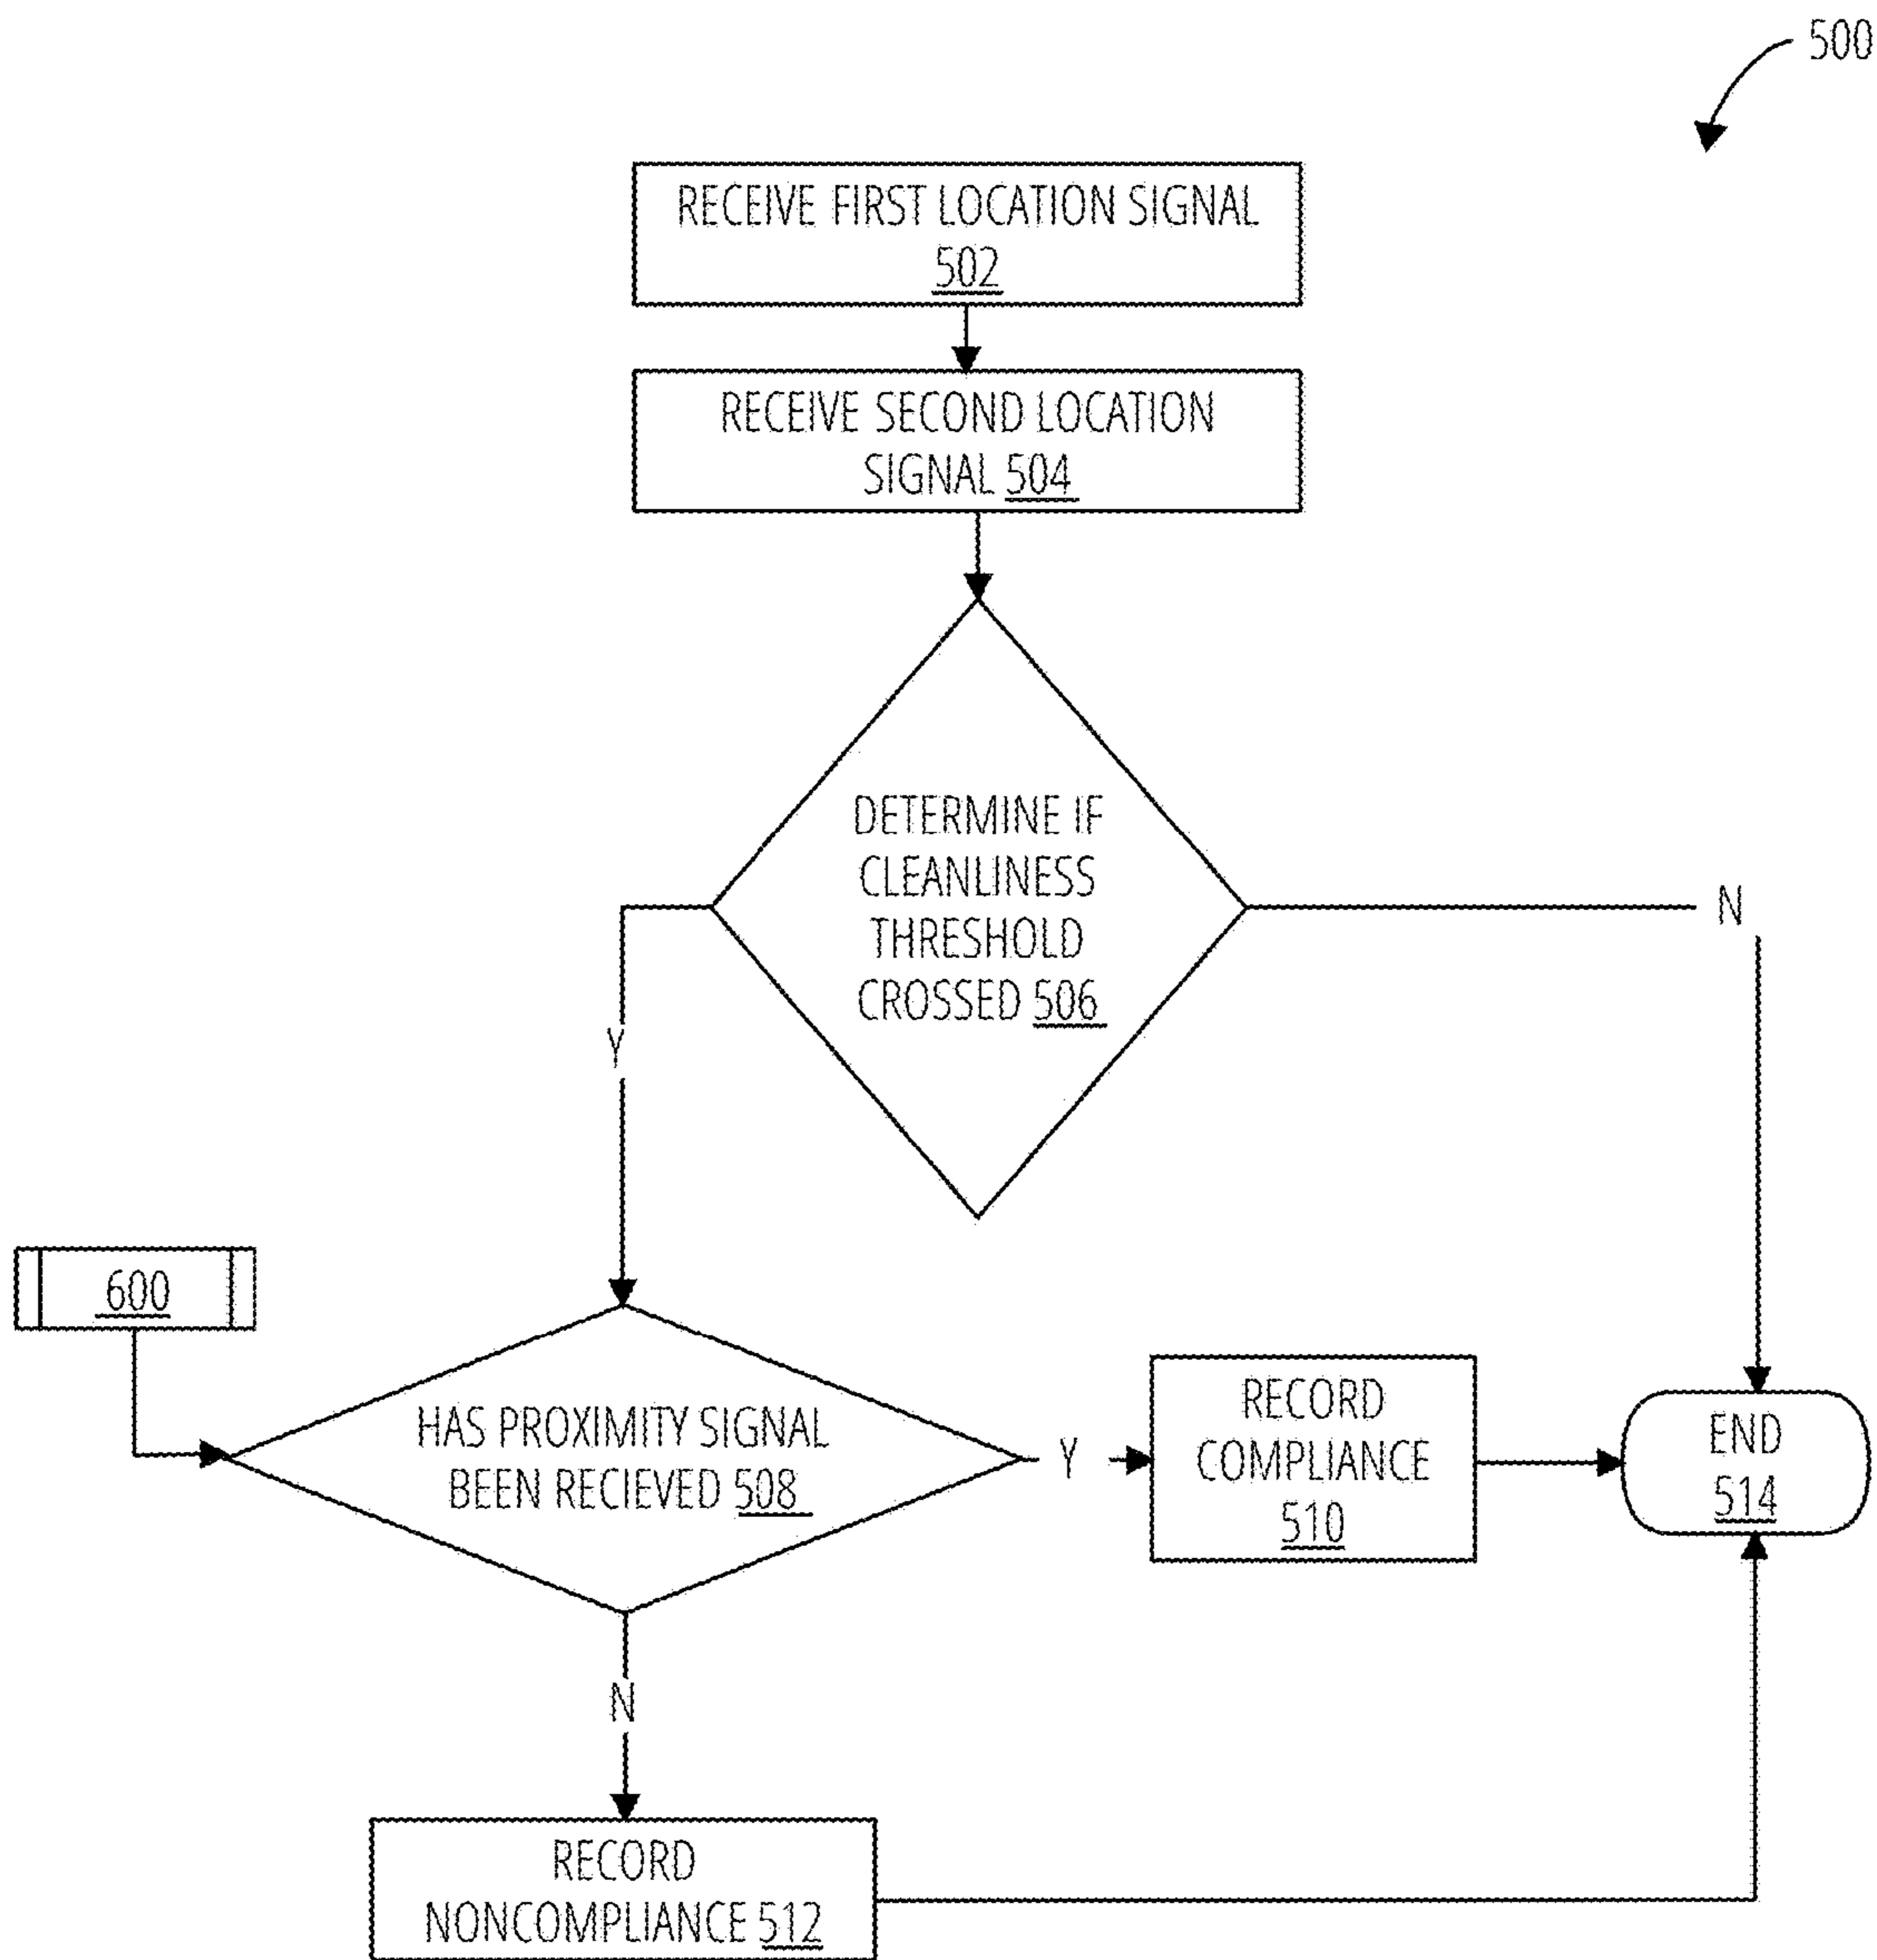 500
RECEIVE FIRST LOCATION SIGNAL
502
RECEIVE SECOND LOCATION
SIGNAL 504
DETERMINE IF
CLEANLINESS
THRESHOLD
CROSSED 506
N
Y
600
HAS PROXIMITY SIGNAL
BEEN RECIEVED 508
Y
RECORD
COMPLIANCE
510
END
514
N
RECORD
NONCOMPLIANCE 512